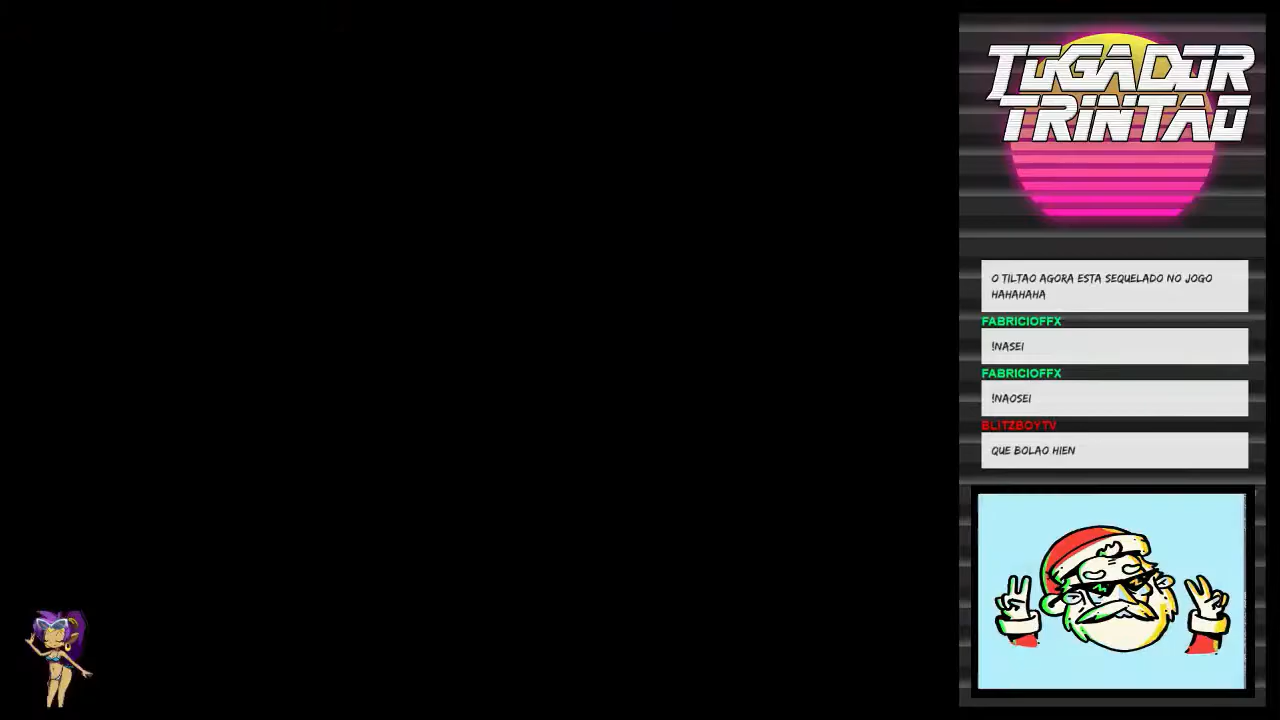 JOGADOR
TRINTÃO
O TILTAO AGORA ESTA SEQUELADO NO JOGO
HAHAHAHA
FABRICIOFFX
!NASEI
FABRICIOFFX
!NAOSEI
BLITZBOYTV
QUE BOLAO HIEN